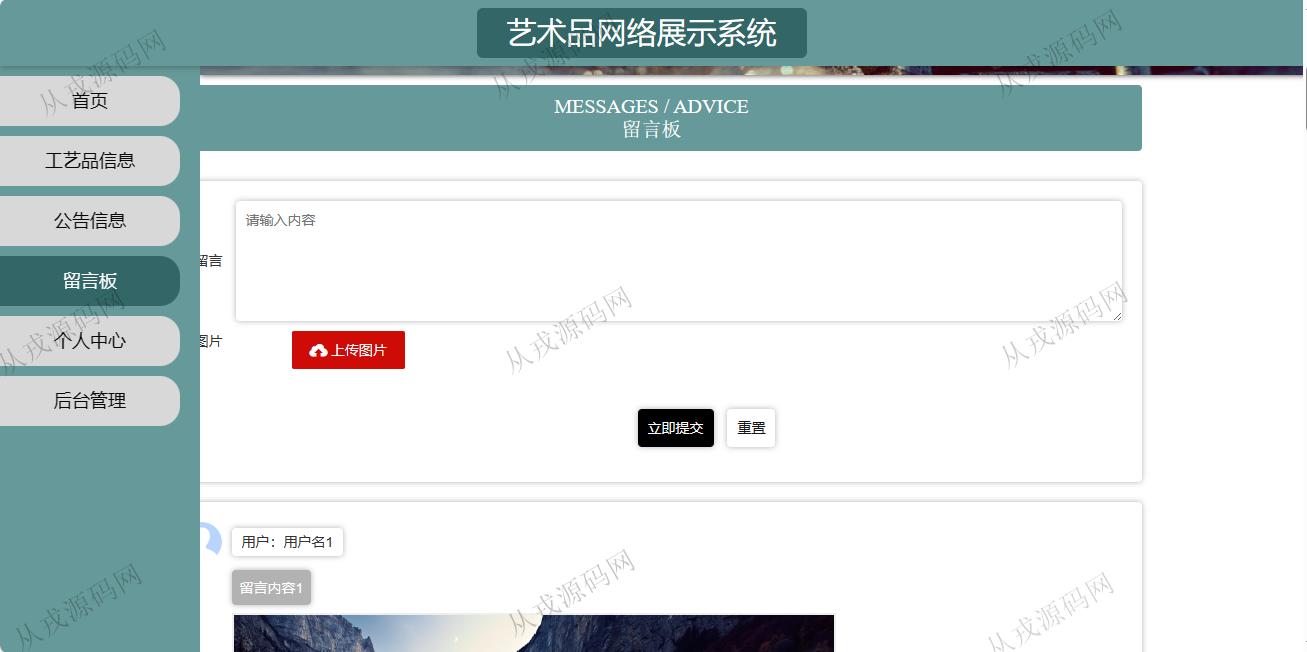 艺术品网络展示系统
首页
工艺品信息
公告信息
留言板
个人中心
后台管理
MESSAGES / ADVICE
留言板
留言
请输入内容
图片
上传图片
立即提交
重置
用户：用户名1
留言内容1
从戎源码网
从戎源码网
从戎源码网
从戎源码网
从戎源码网
从戎源码网
从戎源码网
从戎源码网
从戎源码网